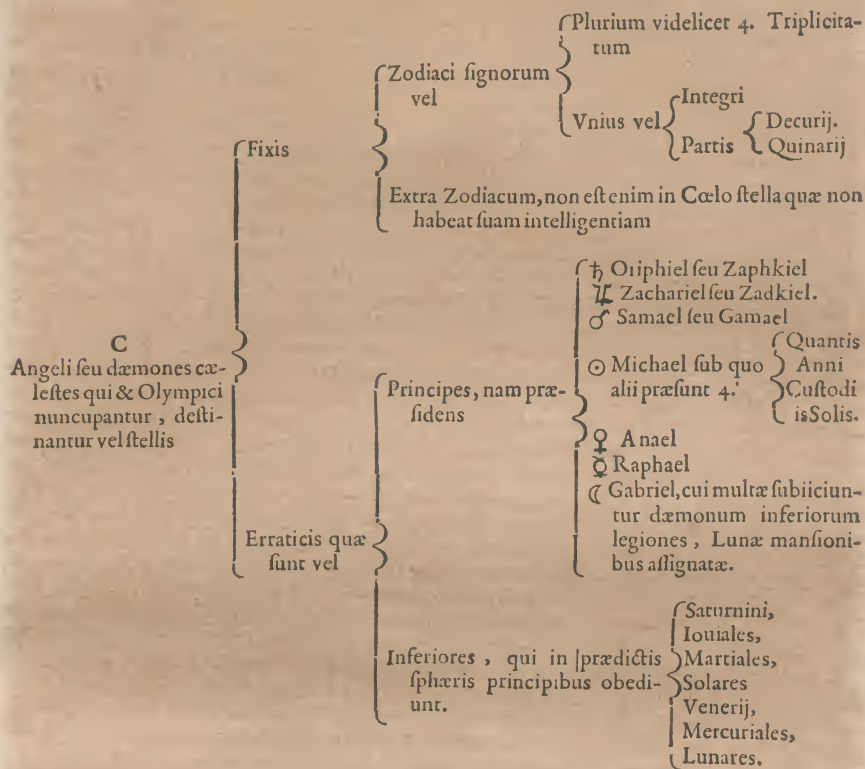 Plurium videlicet 4. Triplicita-
tum
Zodiaci ſignorum
vel
Integri
Vnius vel
Decurij.
Partis
Quinarij
Fixis
Extra Zodiacum, non eſt enim in Cœlo ſtella quæ non
habeat ſuam intelligentiam
C
Angeli ſeu dæmones cæ-
leſtes qui & Olympici
nuncupantur, deſti-
nantur vel ſtellis
♄ Oriphiel ſeu Zaphkiel
♃ Zachariel ſeu Zadkiel.
♂ Samael ſeu Gamael
☉ Michael ſub quo
alii præſunt 4.
Quantis
Anni
Cuſtodi
isSolis.
Principes, nam præ-
ſidens
♀ Anael
☿ Raphael
☾ Gabriel, cui multæ ſubiiciun-
tur dæmonum inferiorum
legiones, Lunæ manſioni-
bus aſſignatæ.
Erraticis quæ
ſunt vel
Inferiores, qui in prædictis
ſphæris principibus obedi-
unt.
Saturnini,
Iouiales,
Martiales,
Solares
Venerij,
Mercuriales,
Lunares.